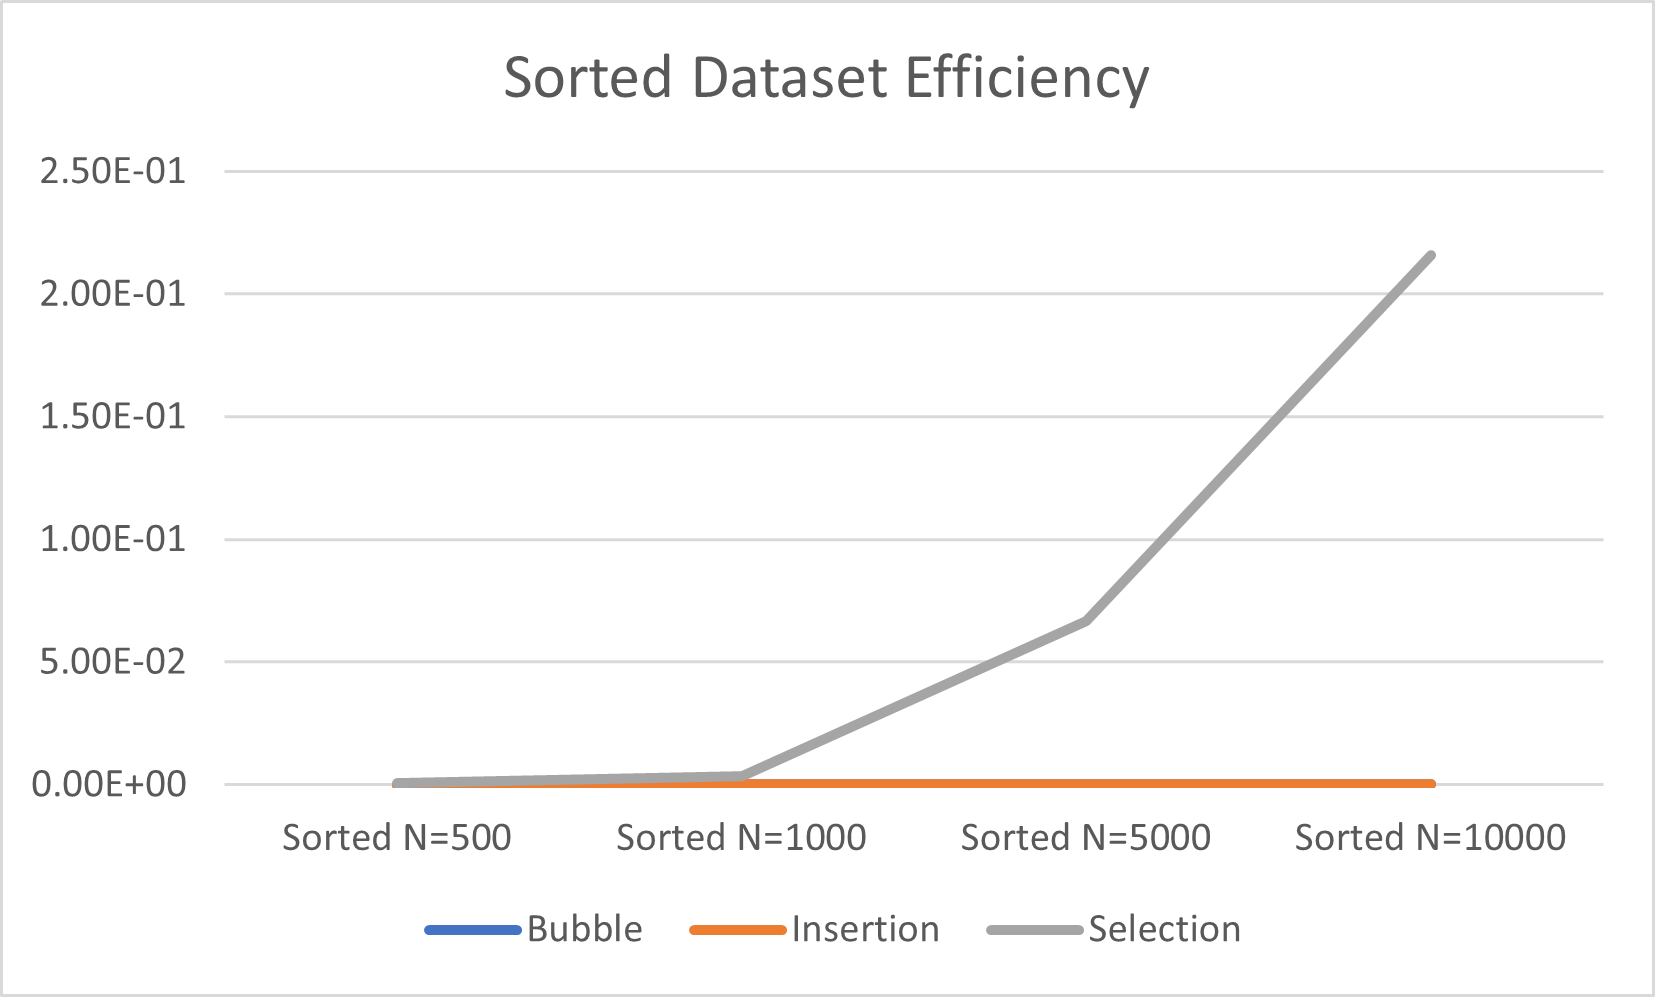 Sorted Dataset Efficiency
2.50E-01
2.00E-01
1.50E-01
1.00E-01
5.00E-02
0.00E+00
Sorted N=500 Sorted N=1000 Sorted N=5000 Sorted N=10000
Bubble Insertion Selection